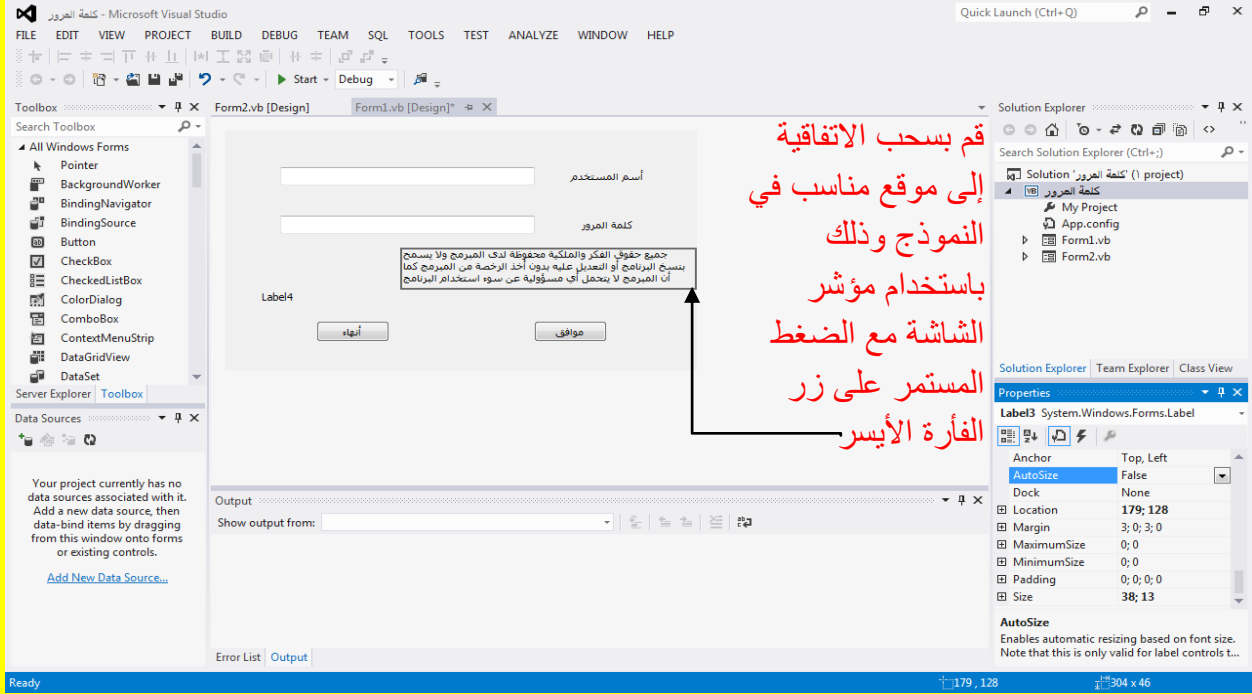 كلمة المرور - Microsoft Visual Studio
Quick Launch (Ctrl+Q)
FILE EDIT VIEW PROJECT BUILD DEBUG TEAM SQL TOOLS TEST ANALYZE WINDOW HELP
Start Debug
Toolbox
Search Toolbox
All Windows Forms
Pointer
BackgroundWorker
BindingNavigator
BindingSource
Button
CheckBox
CheckedListBox
ColorDialog
ComboBox
ContextMenuStrip
DataGridView
DataSet
Server Explorer Toolbox
Data Sources
Your project currently has no
data sources associated with it.
Add a new data source, then
data-bind items by dragging
from this window onto forms
or existing controls.
Add New Data Source...
Form2.vb [Design] Form1.vb [Design]*
أسم المستخدم
كلمة المرور
جميع حقوق الفكر والملكية محفوظة لدى المبرمج ولا يسمح
بنسخ البرنامج أو التعديل عليه بدون أخذ الرخصة من المبرمج كما
أن المبرمج لا يتحمل أي مسؤولية عن سوء استخدام البرنامج
Label4
موافق
أنهاء
قم بسحب الاتفاقية
إلى موقع مناسب في
النموذج وذلك
باستخدام مؤشر
الشاشة مع الضغط
المستمر على زر
الفأرة الأيسر
Output
Show output from:
Error List Output
Solution Explorer
Search Solution Explorer (Ctrl+;)
Solution 'كلمة المرور' (١ project)
كلمة المرور
My Project
App.config
Form1.vb
Form2.vb
Solution Explorer Team Explorer Class View
Properties
Label3 System.Windows.Forms.Label
Anchor Top, Left
AutoSize False
Dock None
Location 179; 128
Margin 3; 0; 3; 0
MaximumSize 0; 0
MinimumSize 0; 0
Padding 0; 0; 0; 0
Size 38; 13
AutoSize
Enables automatic resizing based on font size.
Note that this is only valid for label controls t...
Ready
179 , 128
304 x 46